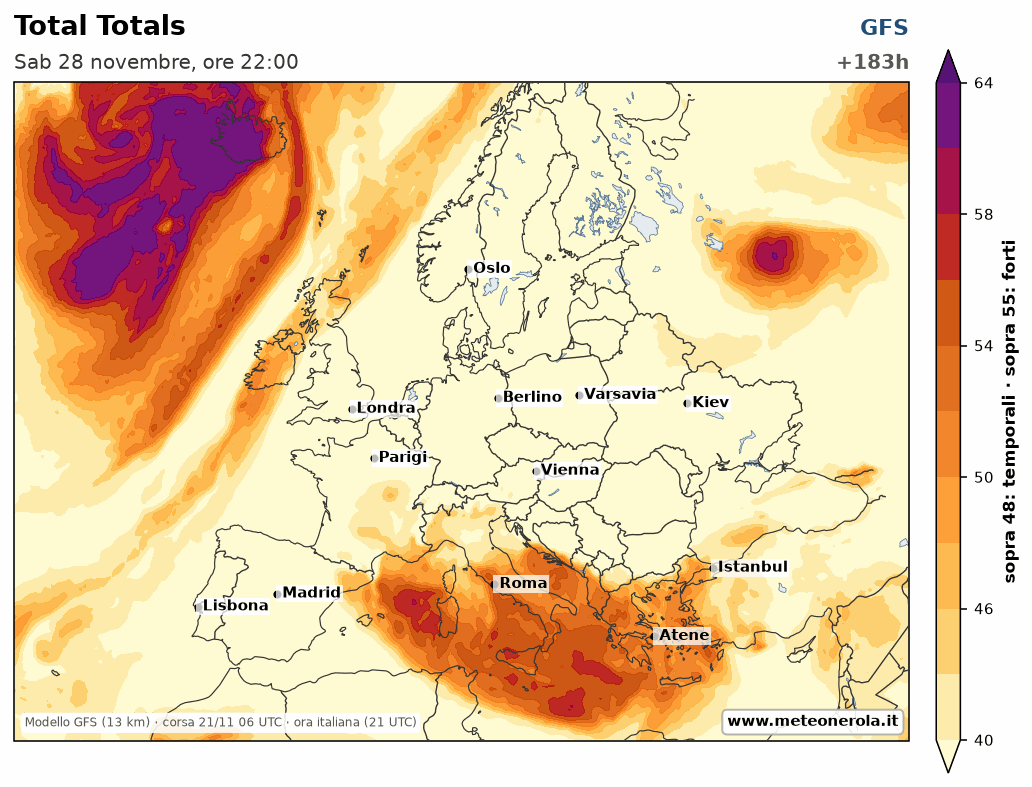 Total Totals
GFS
Sab 28 novembre, ore 22:00
+183h
64
58
54
50
46
40
sopra 48: temporali · sopra 55: forti
Oslo
Berlino
Varsavia
Kiev
Londra
Parigi
Vienna
Istanbul
Roma
Madrid
Lisbona
Atene
Modello GFS (13 km) · corsa 21/11 06 UTC · ora italiana (21 UTC)
www.meteonerola.it